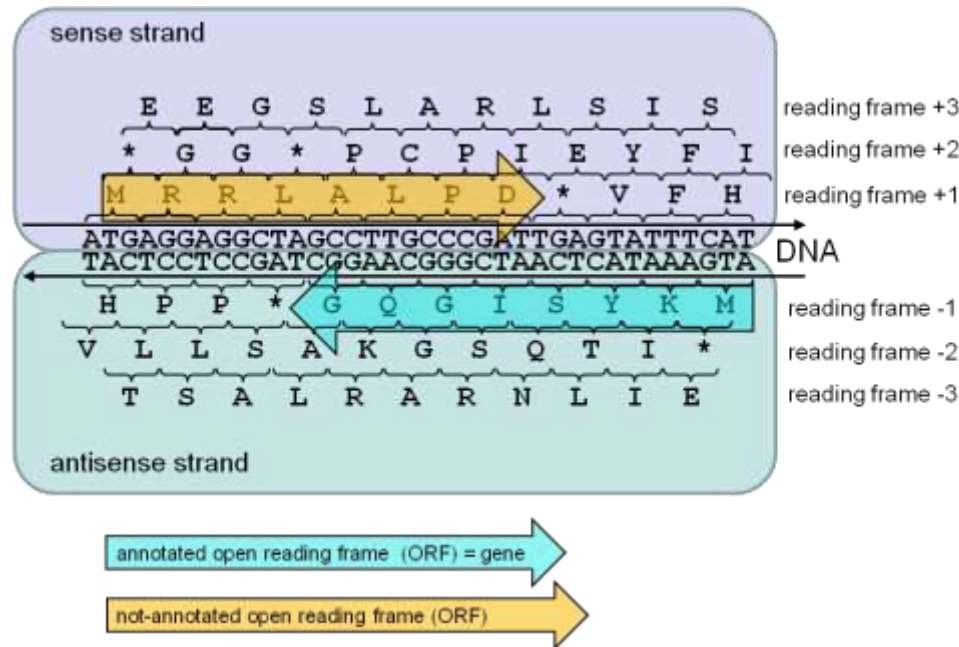 sense strand
E E G S L A R L S I S reading frame +3
* G G * P C P I E Y F I reading frame +2
M R R L A L P D * V F H reading frame +1
ATGAGGAGGCTAGCCTTGCCCGATTGAGTATTTCAT
DNA
TACTCCTCCGATCGGAACGGGCTAACTCATAAAGTA
H P P * G Q G I S Y K M reading frame -1
V L L S A K G S Q T I * reading frame -2
T S A L R A R N L I E reading frame -3
antisense strand
annotated open reading frame (ORF) = gene
not-annotated open reading frame (ORF)